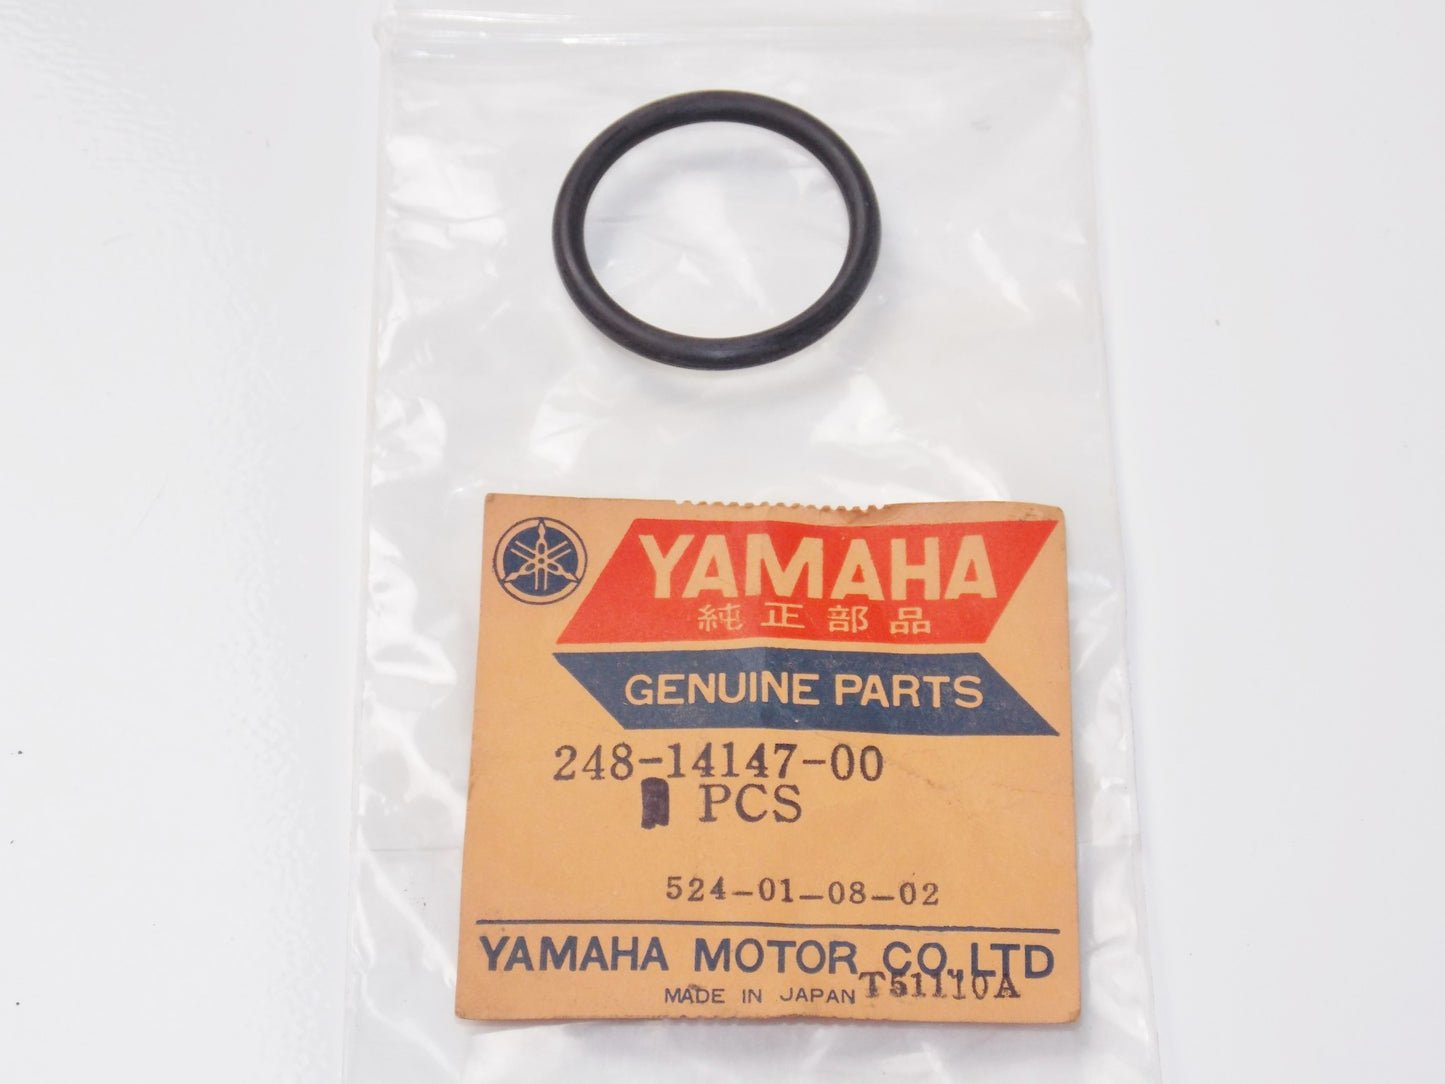 YAMAHA
純正部品
GENUINE PARTS
248-14147-00
PCS
524-01-08-02
YAMAHA MOTOR CO.,LTD
MADE IN JAPAN T51110A